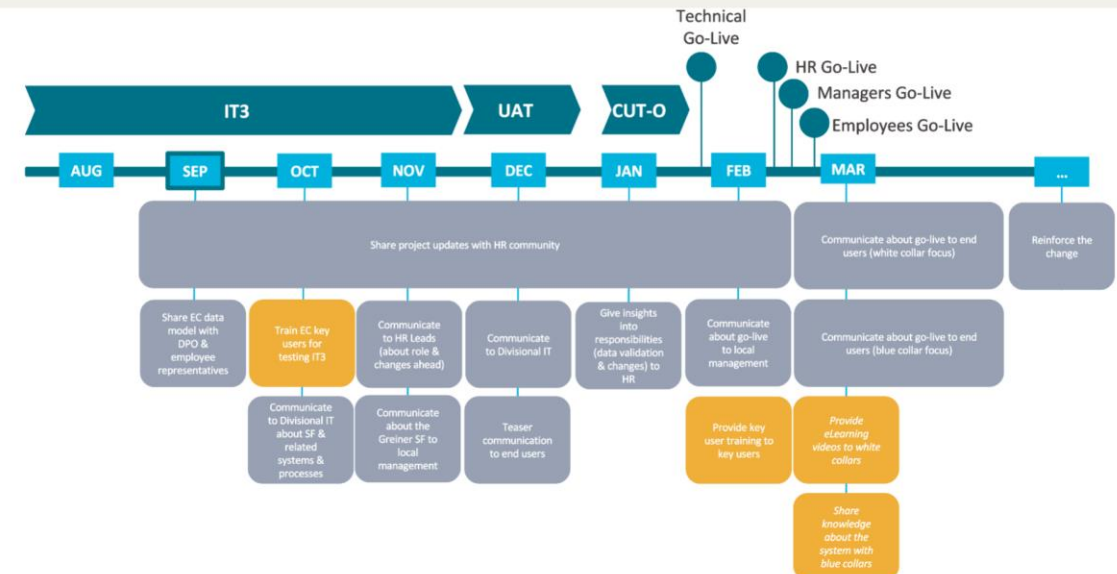 Technical
Go-Live
HR Go-Live
Managers Go-Live
Employees Go-Live
IT3
UAT
CUT-O
AUG
SEP
OCT
NOV
DEC
JAN
FEB
MAR
...
Share project updates with HR community
Communicate about go-live to end
users (white collar focus)
Reinforce the
change
Share EC data
model with
DPO &
employee
representatives
Train EC key
users for
testing IT3
Communicate
to HR Leads
(about role &
changes ahead)
Communicate
to Divisional IT
Give insights
into
responsibilities
(data validation
& changes) to
HR
Communicate
about go-live
to local
management
Communicate about go-live to end
users (blue collar focus)
Communicate
to Divisional IT
about SF &
related
systems &
processes
Communicate
about the
Greiner SF to
local
management
Teaser
communication
to end users
Provide key
user training to
key users
Provide
eLearning
videos to white
collars
Share
knowledge
about the
system with
blue collars